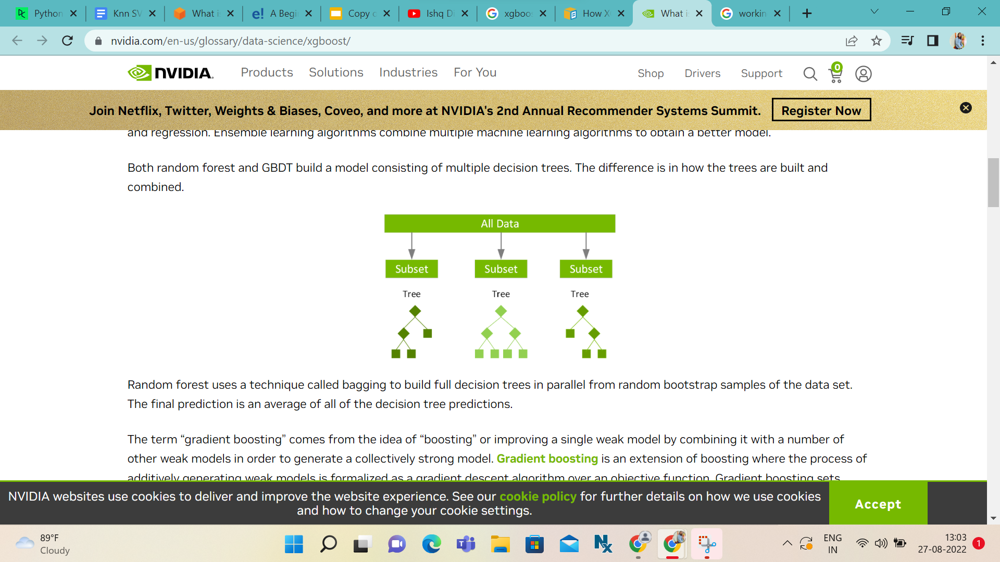 Python
Knn SV
What i
A Begi
Copy c
Ishq Di
xgboos
How X
What i
workin
nvidia.com/en-us/glossary/data-science/xgboost/
NVIDIA.
Products Solutions Industries For You
Shop Drivers Support 0
Join Netflix, Twitter, Weights & Biases, Coveo, and more at NVIDIA's 2nd Annual Recommender Systems Summit. Register Now
and regression. Ensemble learning algorithms combine multiple machine learning algorithms to obtain a better model.
Both random forest and GBDT build a model consisting of multiple decision trees. The difference is in how the trees are built and
combined.
All Data
Subset Subset Subset
Tree Tree Tree
Random forest uses a technique called bagging to build full decision trees in parallel from random bootstrap samples of the data set.
The final prediction is an average of all of the decision tree predictions.
The term “gradient boosting” comes from the idea of “boosting” or improving a single weak model by combining it with a number of
other weak models in order to generate a collectively strong model. Gradient boosting is an extension of boosting where the process of
additively generating weak models is formalized as a gradient descent algorithm over an objective function. Gradient boosting sets
NVIDIA websites use cookies to deliver and improve the website experience. See our cookie policy for further details on how we use cookies
and how to change your cookie settings.
Accept
89°F
Cloudy
ENG
IN
13:03
27-08-2022
1